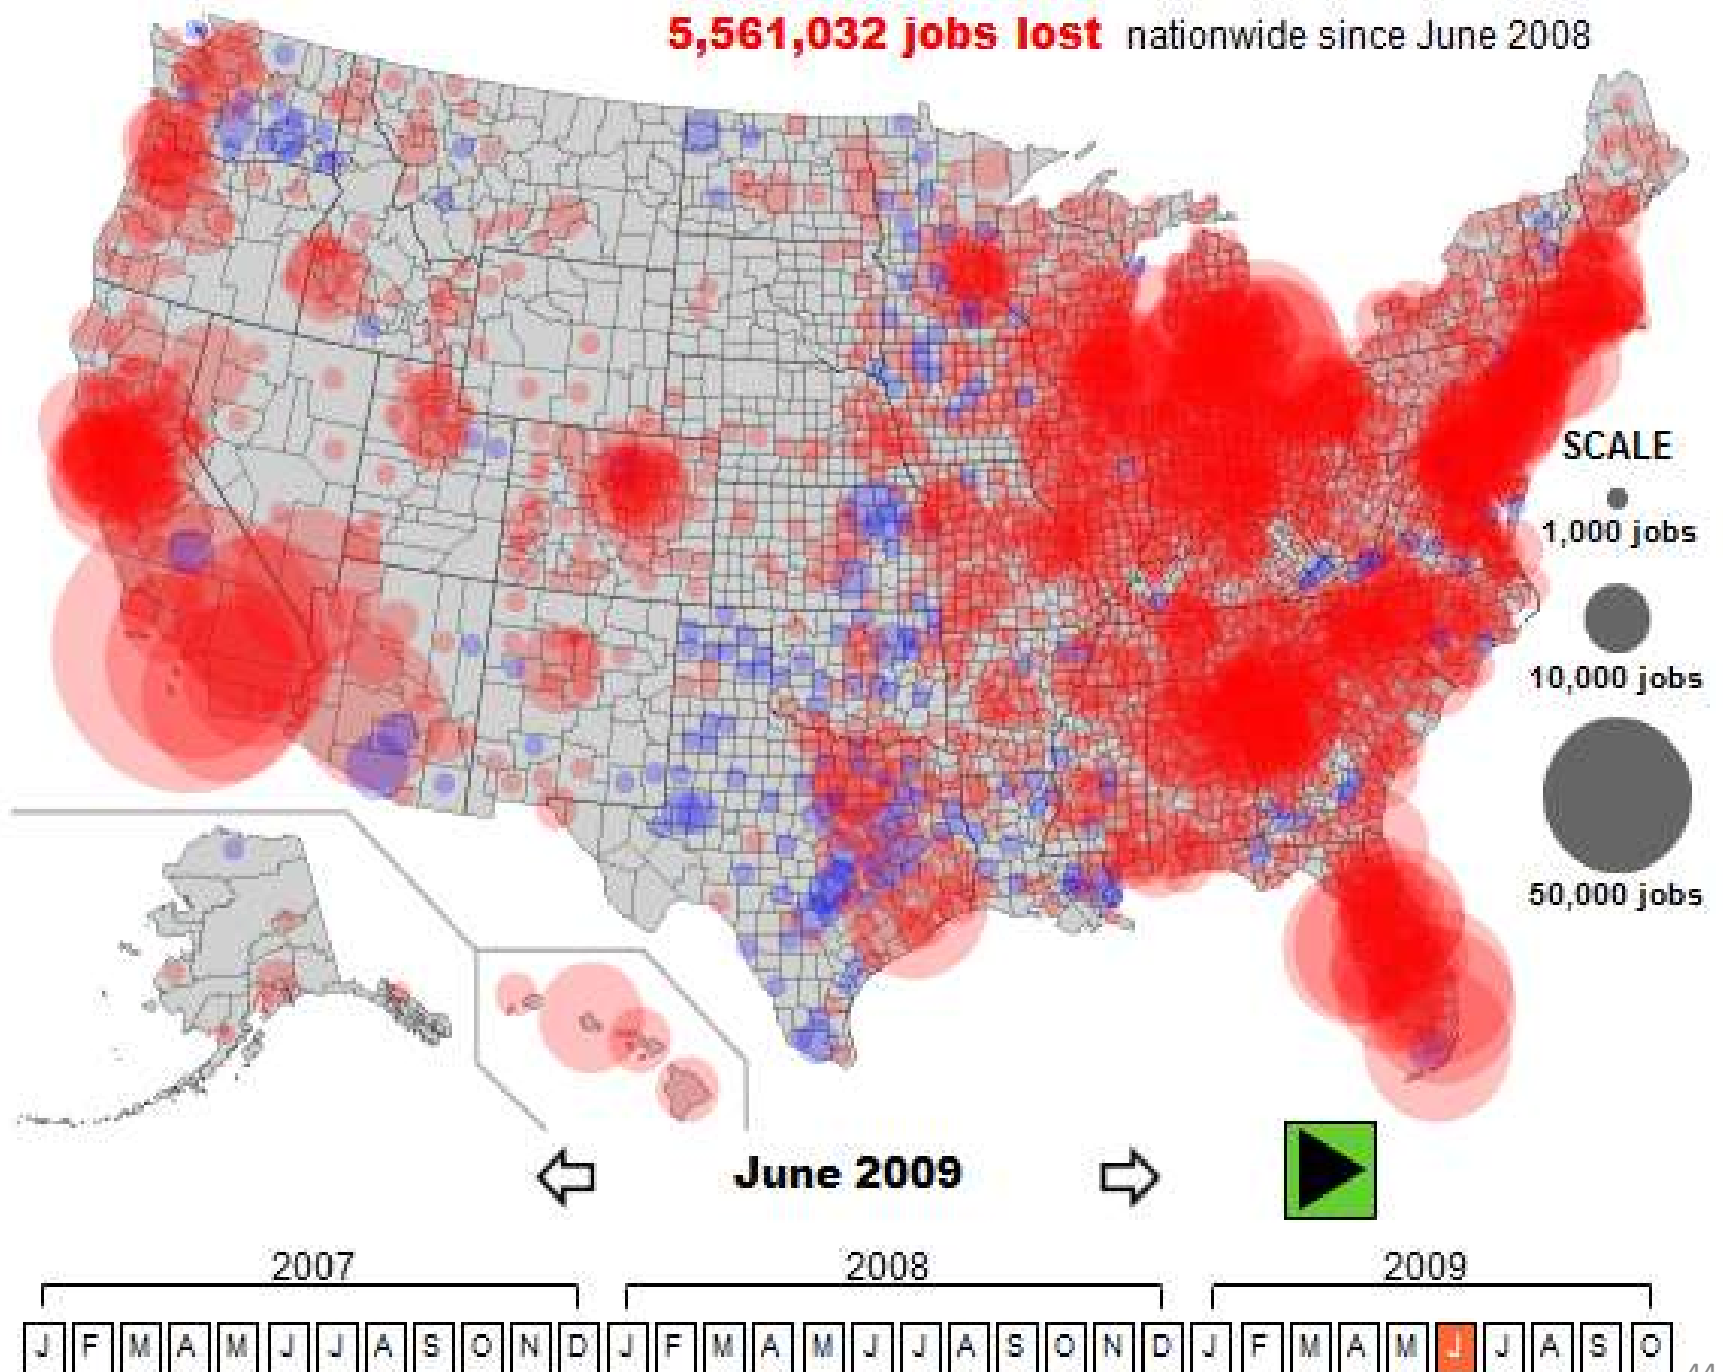 5,561,032 jobs lost nationwide since June 2008
SCALE
1,000 jobs
10,000 jobs
50,000 jobs
June 2009
2007 2008 2009
J F M A M J J A S O N D J F M A M J J A S O N D J F M A M J J A S O